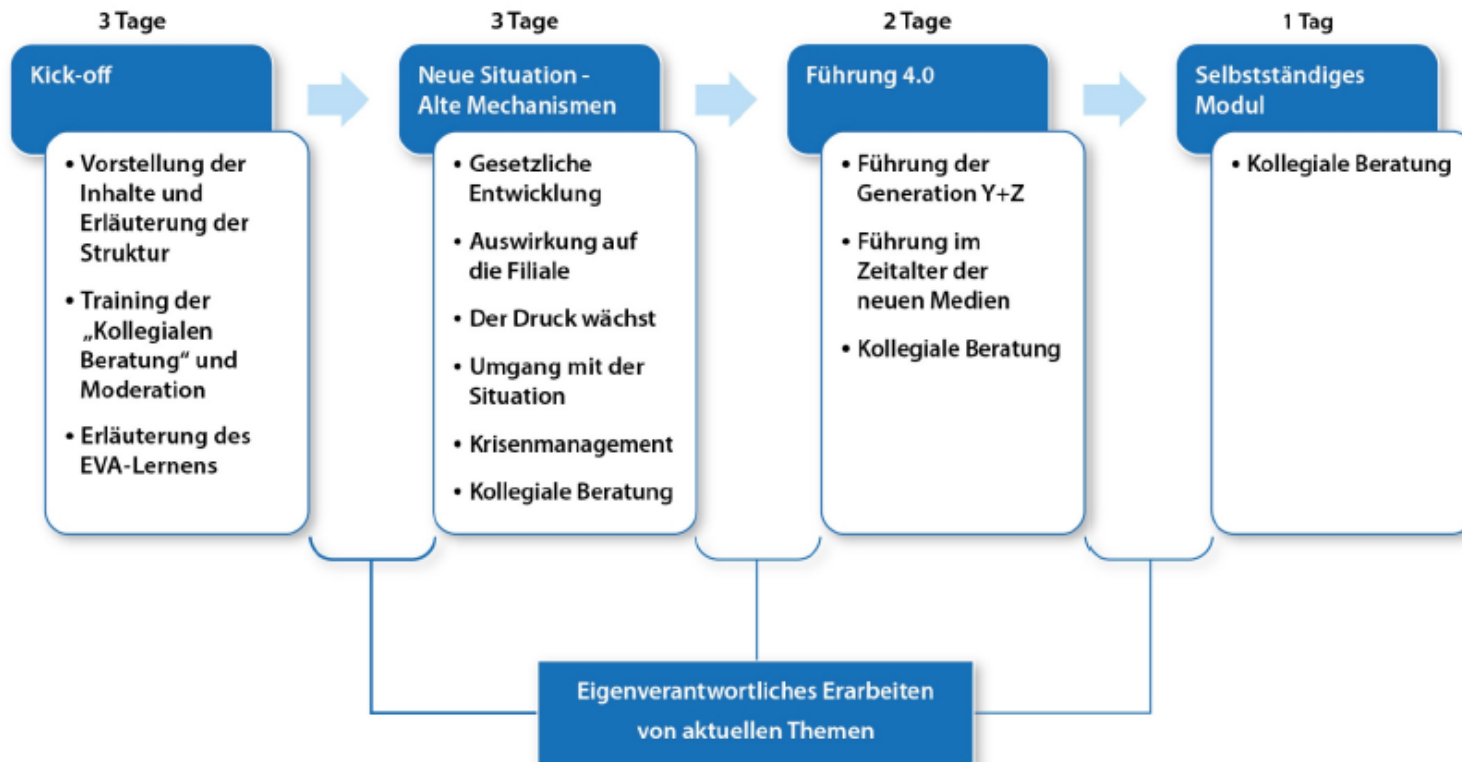 3 Tage
Kick-off
• Vorstellung der
Inhalte und
Erläuterung der
Struktur
• Training der
„Kollegialen
Beratung“ und
Moderation
• Erläuterung des
EVA-Lernens
3 Tage
Neue Situation -
Alte Mechanismen
• Gesetzliche
Entwicklung
• Auswirkung auf
die Filiale
• Der Druck wächst
• Umgang mit der
Situation
• Krisenmanagement
• Kollegiale Beratung
2 Tage
Führung 4.0
• Führung der
Generation Y+Z
• Führung im
Zeitalter der
neuen Medien
• Kollegiale Beratung
1 Tag
Selbstständiges
Modul
• Kollegiale Beratung
Eigenverantwortliches Erarbeiten
von aktuellen Themen